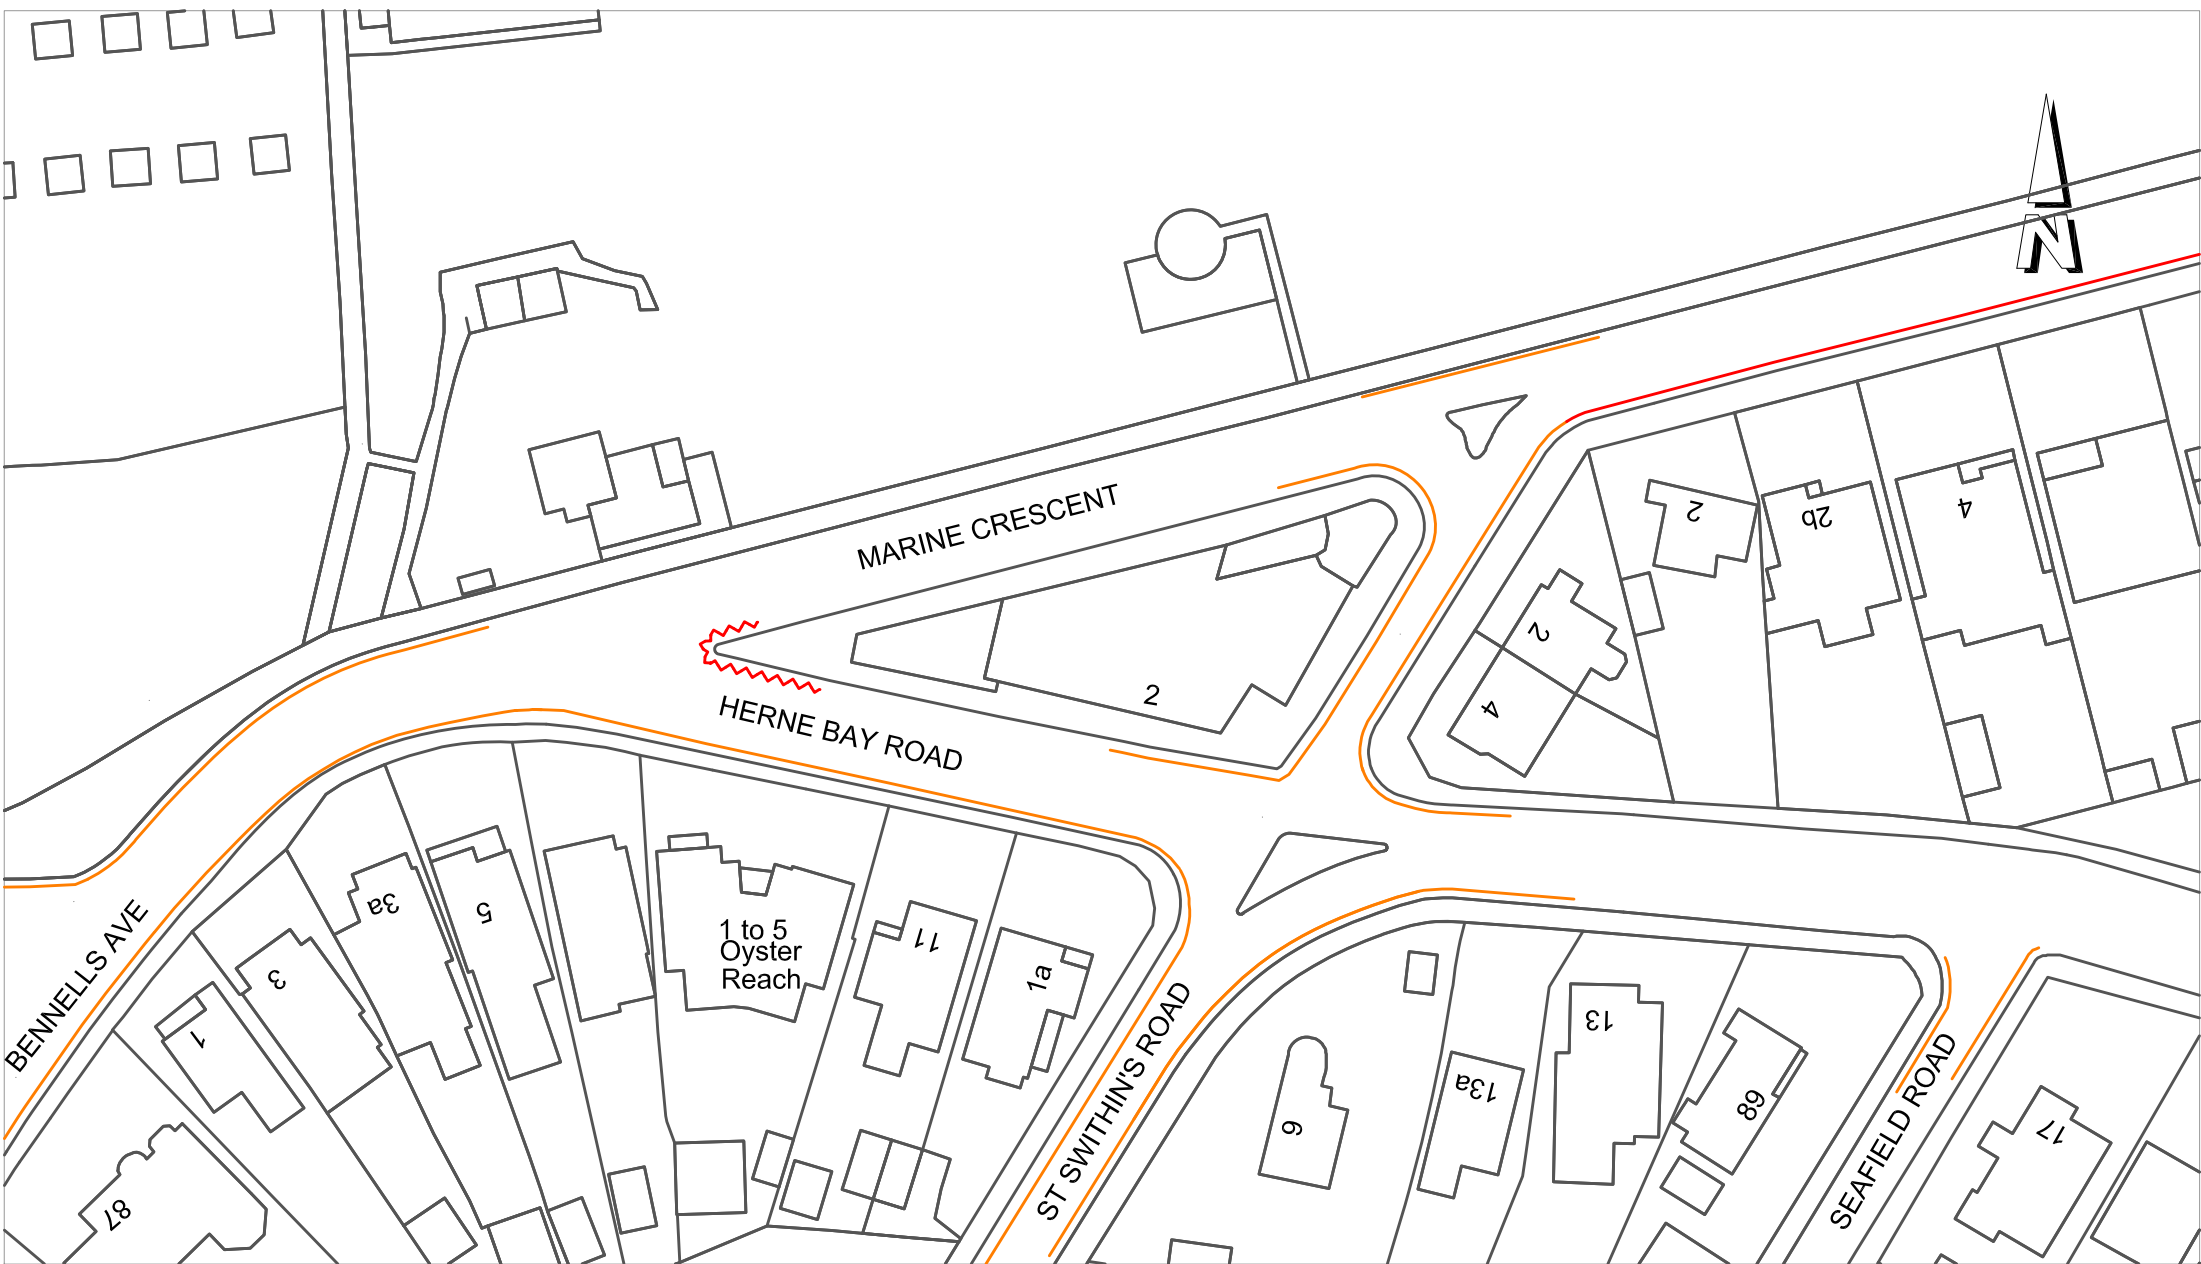 N
MARINE CRESCENT
2
2b
4
2
4
2
HERNE BAY ROAD
BENNELLS AVE
3a
5
1 to 5
Oyster
Reach
11
1a
3
1
87
ST SWITHIN'S ROAD
9
13a
13
89
SEAFIELD ROAD
17